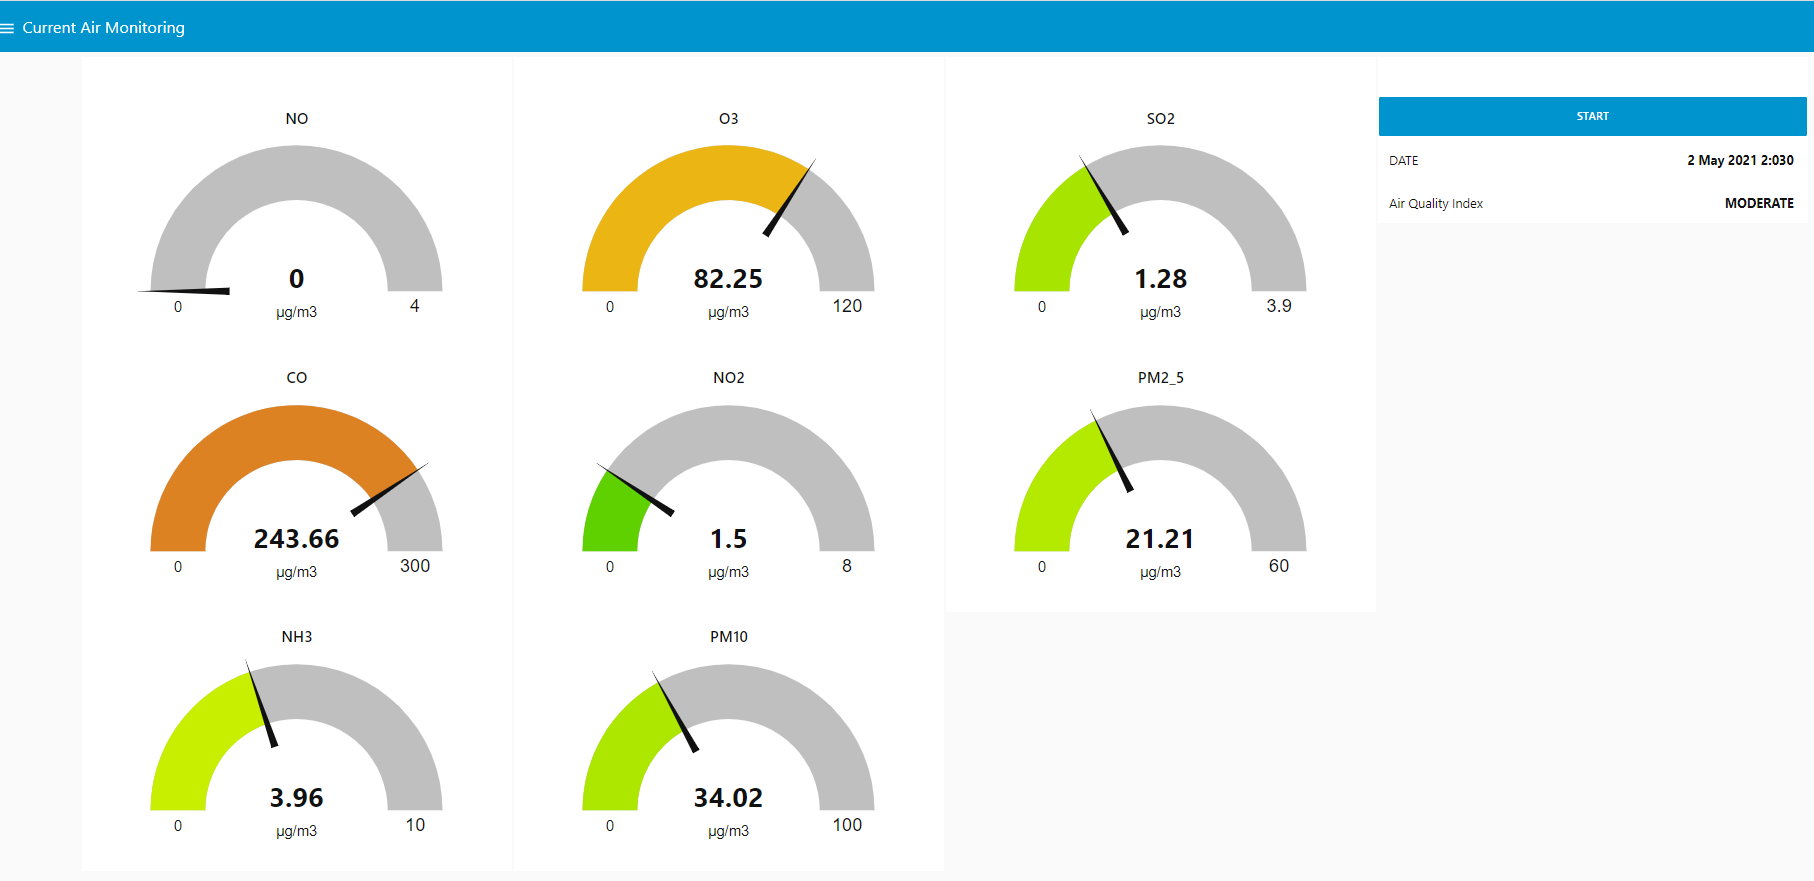 Current Air Monitoring
NO
0
µg/m3
0
4
O3
82.25
µg/m3
0
120
SO2
1.28
µg/m3
0
3.9
START
DATE
2 May 2021 2:030
Air Quality Index
MODERATE
CO
243.66
µg/m3
0
300
NO2
1.5
µg/m3
0
8
PM2_5
21.21
µg/m3
0
60
NH3
3.96
µg/m3
0
10
PM10
34.02
µg/m3
0
100